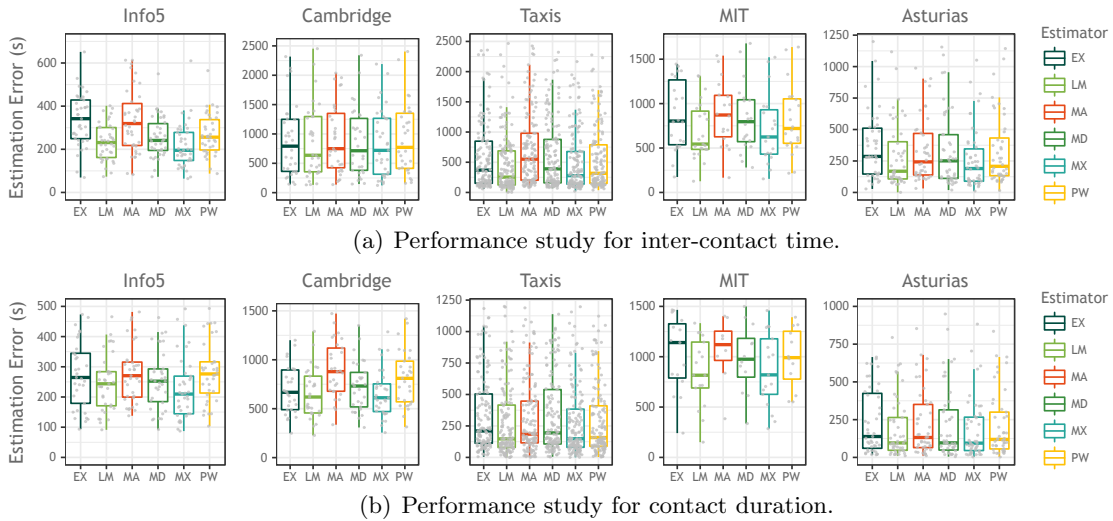 Info5 Cambridge Taxis MIT Asturias
Estimation Error (s)
600
400
200
0
EX LM MA MD MX PW
2500
2000
1500
1000
500
0
EX LM MA MD MX PW
2500
2000
1500
1000
500
0
EX LM MA MD MX PW
1500
1000
500
0
EX LM MA MD MX PW
1250
1000
750
500
250
0
EX LM MA MD MX PW
Estimator
EX
LM
MA
MD
MX
PW
(a) Performance study for inter-contact time.
Info5 Cambridge Taxis MIT Asturias
Estimation Error (s)
500
400
300
200
100
0
EX LM MA MD MX PW
1500
1000
500
0
EX LM MA MD MX PW
1250
1000
750
500
250
0
EX LM MA MD MX PW
1500
1000
500
0
EX LM MA MD MX PW
1000
750
500
250
0
EX LM MA MD MX PW
Estimator
EX
LM
MA
MD
MX
PW
(b) Performance study for contact duration.